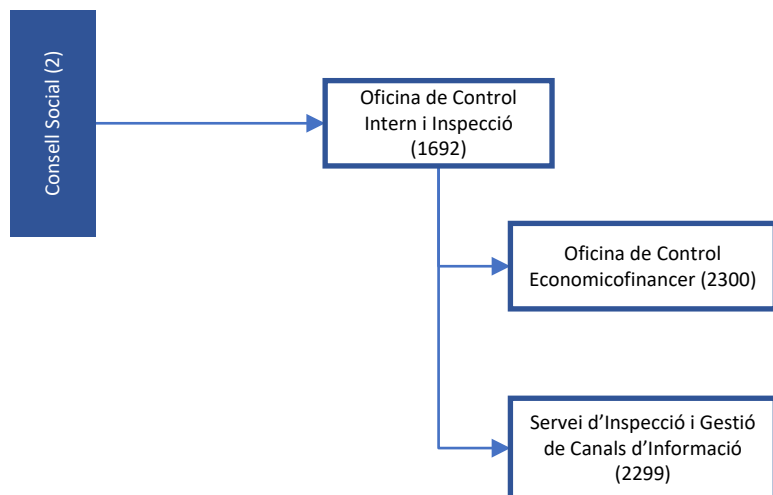 Consell Social (2)
Oficina de Control
Intern i Inspecció
(1692)
Oficina de Control
Economicofinancer (2300)
Servei d’Inspecció i Gestió
de Canals d’Informació
(2299)